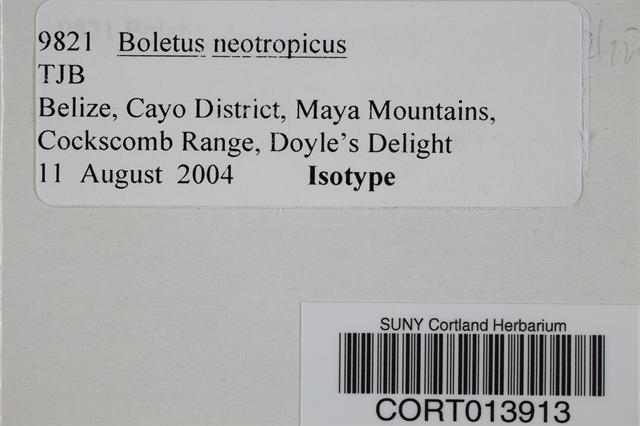 9821 Boletus neotropicus
TJB
Belize, Cayo District, Maya Mountains,
Cockscomb Range, Doyle's Delight
11 August 2004 Isotype
SUNY Cortland Herbarium
CORT013913